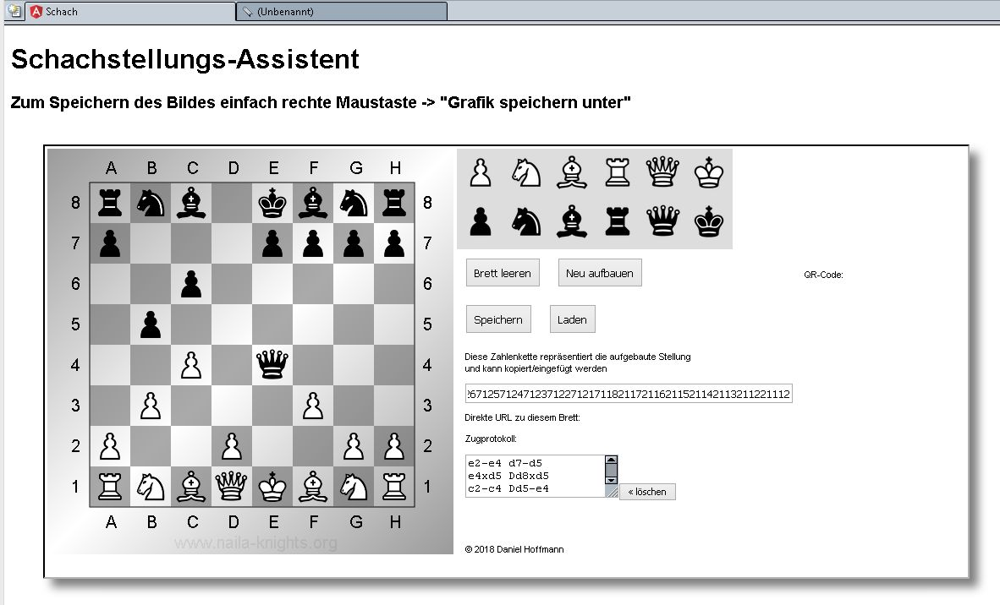 Schach
(Unbenannt)
Schachstellungs-Assistent
Zum Speichern des Bildes einfach rechte Maustaste -> "Grafik speichern unter"
A B C D E F G H
8 8
7 7
6 6
5 5
4 4
3 3
2 2
1 1
A B C D E F G H
www.naila-knights.org
Brett leeren
Neu aufbauen
QR-Code:
Speichern
Laden
Diese Zahlenkette repräsentiert die aufgebaute Stellung
und kann kopiert/eingefügt werden
!671257124712371227121711821172116211521142113211221112
Direkte URL zu diesem Brett:
Zugprotokoll:
e2-e4 d7-d5
e4xd5 Dd8xd5
c2-c4 Dd5-e4
« löschen
© 2018 Daniel Hoffmann